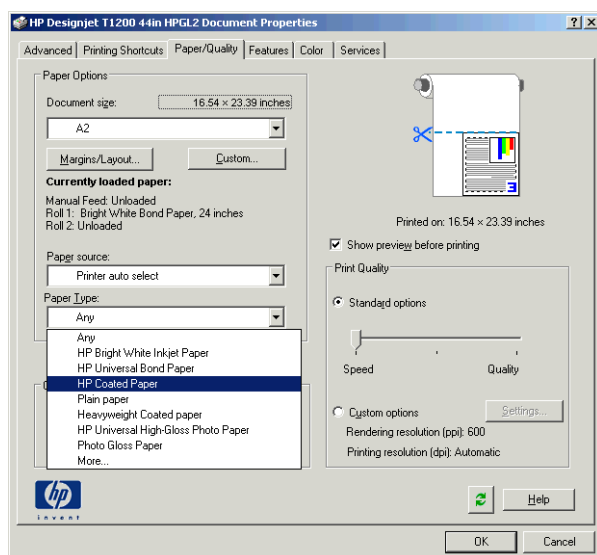 HP Designjet T1200 44in HPGL2 Document Properties
Advanced Printing Shortcuts Paper/Quality Features Color Services
Paper Options
Document size: 16.54 × 23.39 inches
A2
Margins/Layout... Custom...
Currently loaded paper:
Manual Feed: Unloaded
Roll 1: Bright White Bond Paper, 24 inches
Roll 2: Unloaded
Paper source:
Printer auto select
Paper Type:
Any
Any
HP Bright White Inkjet Paper
HP Universal Bond Paper
HP Coated Paper
Plain paper
Heavyweight Coated paper
HP Universal High-Gloss Photo Paper
Photo Gloss Paper
More...
3
Printed on: 16.54 × 23.39 inches
Show preview before printing
Print Quality
Standard options
Speed Quality
Custom options Settings...
Rendering resolution (ppi): 600
Printing resolution (dpi): Automatic
hp
invent
Help
OK Cancel